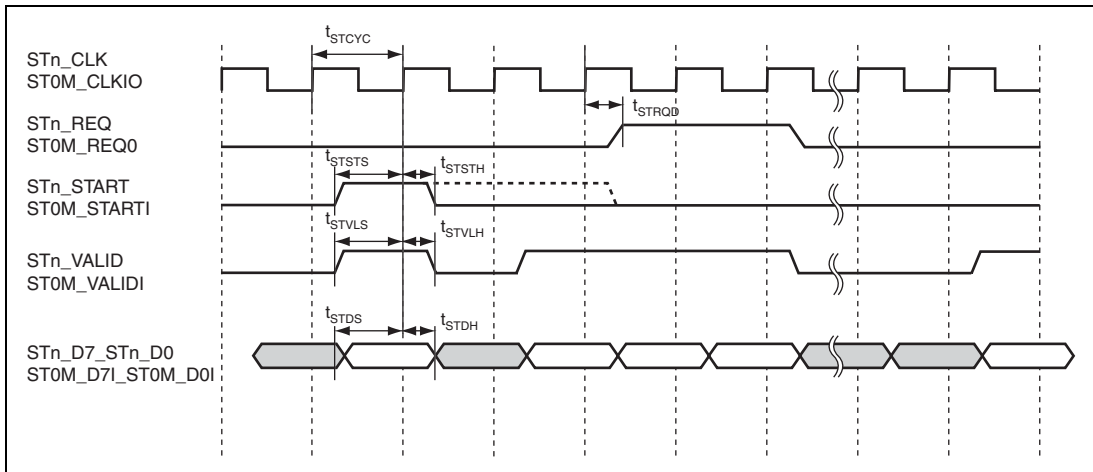 tSTCYC
STn_CLK
ST0M_CLKIO
tSTRQD
STn_REQ
ST0M_REQ0
tSTSTS tSTSTH
STn_START
ST0M_STARTI
tSTVLS tSTVLH
STn_VALID
ST0M_VALIDI
tSTDS tSTDH
STn_D7_STn_D0
ST0M_D7I_ST0M_D0I